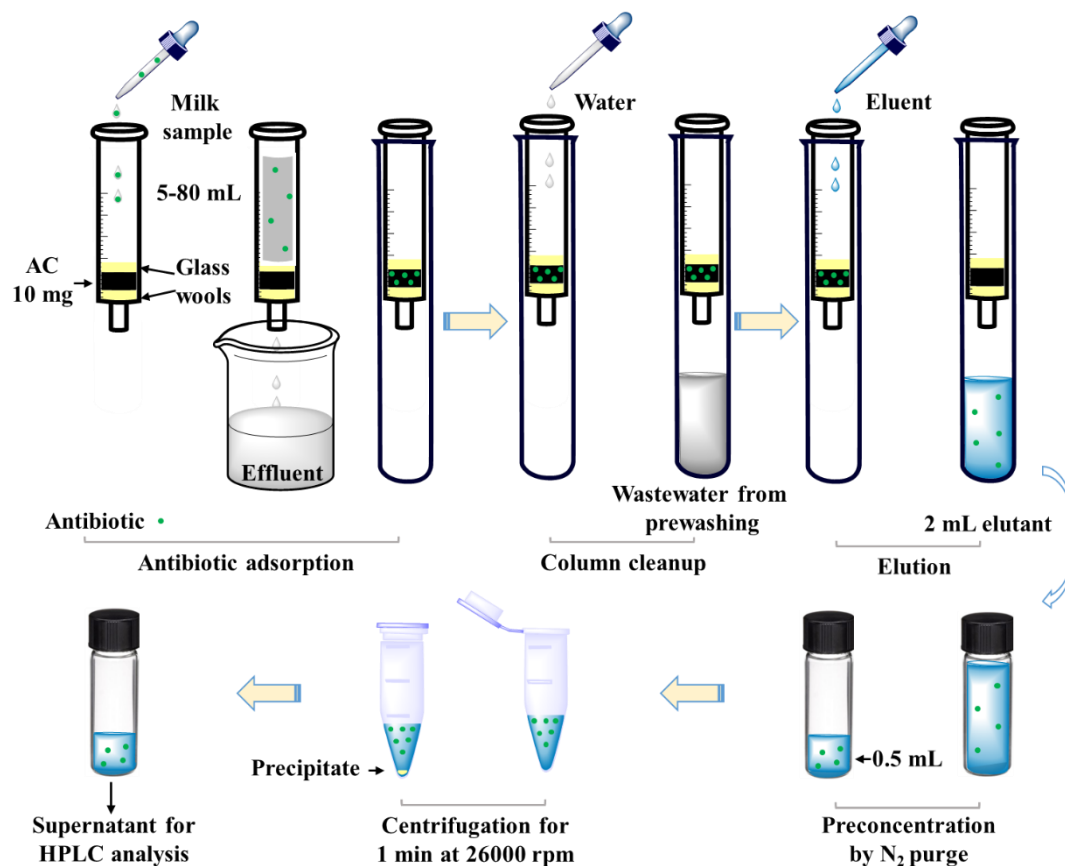 Milk
sample
Water
Eluent
5-80 mL
AC
10 mg
Glass
wools
Effluent
Wastewater from
prewashing
2 mL elutant
Antibiotic
Antibiotic adsorption
Column cleanup
Elution
Precipitate
0.5 mL
Supernatant for
HPLC analysis
Centrifugation for
1 min at 26000 rpm
Preconcentration
by N₂ purge